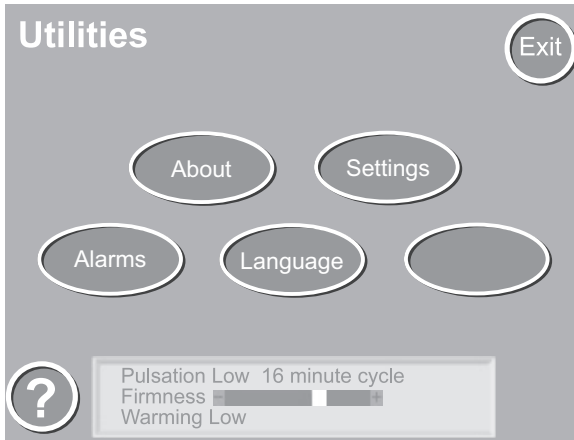 Utilities
Exit
About
Settings
Alarms
Language
?
Pulsation Low 16 minute cycle
Firmness - +
Warming Low